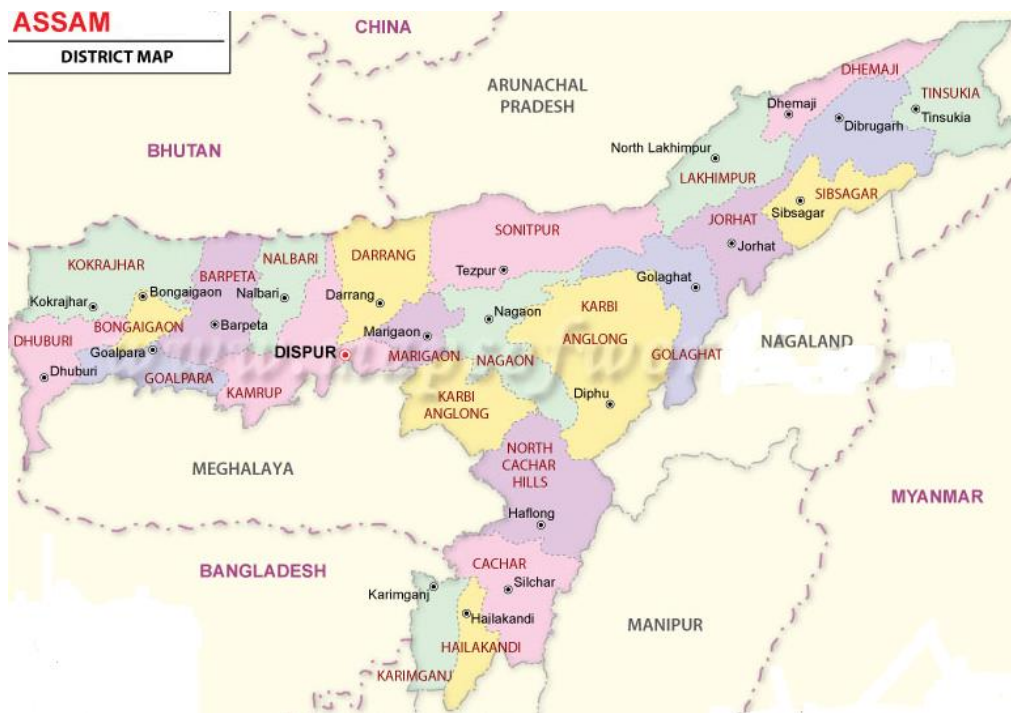 ASSAM
DISTRICT MAP
CHINA
ARUNACHAL
PRADESH
BHUTAN
DHEMAJI
Dhemaji
TINSUKIA
Tinsukia
Dibrugarh
North Lakhimpur
LAKHIMPUR
SIBSAGAR
Sibsagar
JORHAT
Jorhat
SONITPUR
Tezpur
DARRANG
Darrang
NALBARI
Nalbari
BARPETA
Barpeta
KOKRAJHAR
Kokrajhar
Bongaigaon
BONGAIGAON
DHUBURI
Dhuburi
Goalpara
GOALPARA
KAMRUP
DISPUR
Marigaon
MARIGAON
Nagaon
NAGAON
KARBI
ANGLONG
Golaghat
GOLAGHAT
NAGALAND
Diphu
KARBI
ANGLONG
MEGHALAYA
NORTH
CACHAR
HILLS
Haflong
MYANMAR
BANGLADESH
CACHAR
Silchar
Karimganj
Hailakandi
HAILAKANDI
KARIMGANJ
MANIPUR